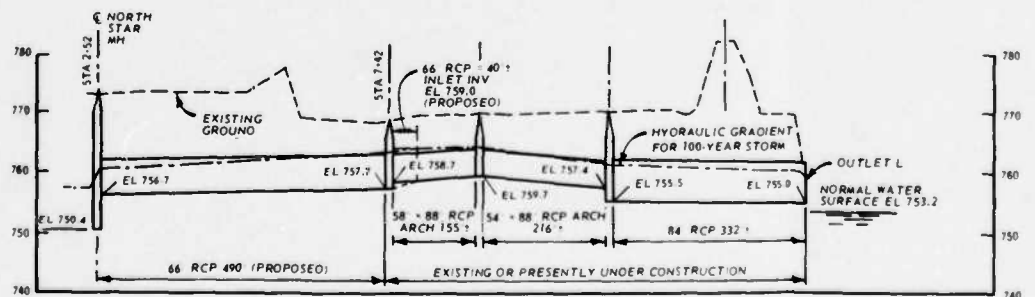 ℄ NORTH
STAR
MH
STA 2+52
STA 7+42
66 RCP = 40 ±
INLET INV
EL 759.0
(PROPOSED)
EXISTING
GROUND
HYDRAULIC GRADIENT
FOR 100-YEAR STORM
OUTLET L
NORMAL WATER
SURFACE EL 753.2
780
770
760
750
740
780
770
760
750
740
EL 756.7
EL 757.7
EL 758.7
EL 757.4
EL 759.7
EL 755.5
EL 755.0
EL 750.4
58 × 88 RCP
ARCH 155 ±
54 × 88 RCP ARCH
216 ±
84 RCP 332 ±
66 RCP 490 (PROPOSED)
EXISTING OR PRESENTLY UNDER CONSTRUCTION